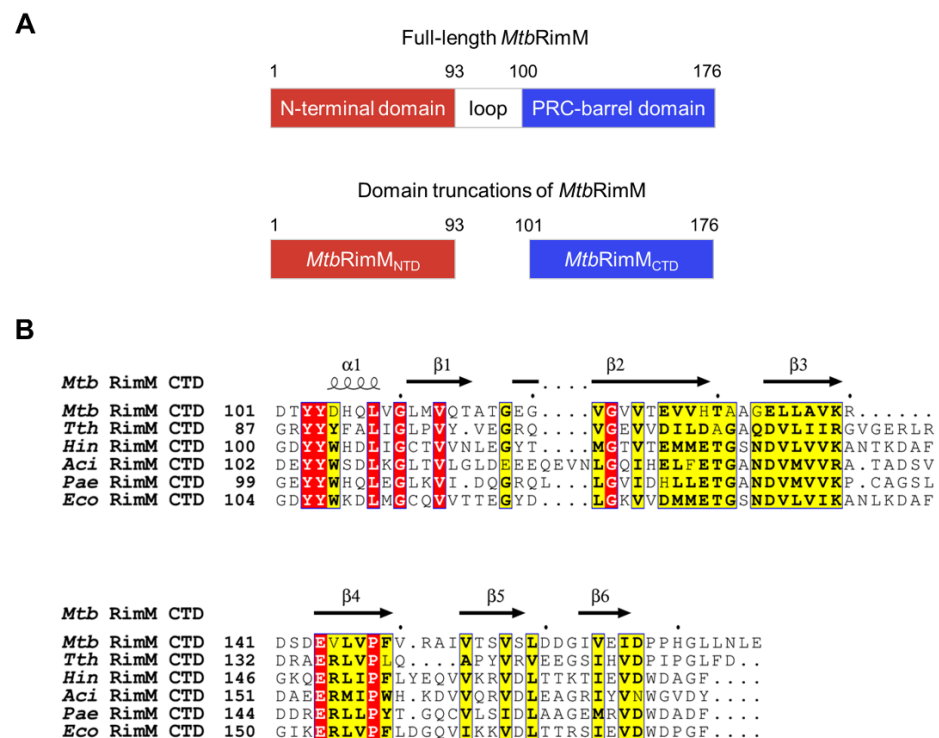 A
Full-length MtbRimM
1 93 100 176
N-terminal domain loop PRC-barrel domain
Domain truncations of MtbRimM
1 93 101 176
MtbRimMNTD MtbRimMCTD
B
α1 β1 β2 β3
Mtb RimM CTD ....
Mtb RimM CTD 101 DTYYDHQLVGLMVQTATGEG....VGVVTEVVHTAAGELLAVKR......
Tth RimM CTD 87 GRYYYFALIGLPVY.VEGRQ....VGEVVDILDAGAQDVLIIRGVGERLR
Hin RimM CTD 100 GDYYWHDLIGCTVVNLEGYT....MGTVTEMMETGSNDVLVVKANTKDAF
Aci RimM CTD 102 DEYYWSDLKGLTVLGLDEEEQEVNLGQIHELFETGANDVMVVRA.TADSV
Pae RimM CTD 99 GEYYWHQLEGLKVI.DQGRQL...LGVIDHLLETGANDVMVVKP.CAGSL
Eco RimM CTD 104 GDYYWKDLMGCQVVTTEGYD....LGKVVDMMETGSNDVLVIKANLKDAF
β4 β5 β6
Mtb RimM CTD
Mtb RimM CTD 141 DSDEVLVPFV.RAIVTSVSLDDGIVEIDPPHGLLNLE
Tth RimM CTD 132 DRAERLVPLQ....APYVRVEEGSIHVDPIPGLFD....
Hin RimM CTD 146 GKQERLIPFLYEQVVKRVDLTTKTIEVDWDAGF....
Aci RimM CTD 151 DAEERMIPWH.KDVVQRVDLEAGRIYVNWGVDY....
Pae RimM CTD 144 DDRERLLPYT.GQCVLSIDLAAGEMRVDWDADF....
Eco RimM CTD 150 GIKERLVPFLDGQVIKKVDLTTRSIEVDWDPGF....